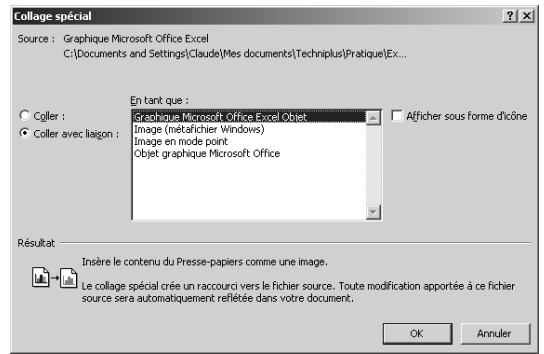 Collage spécial
Source : Graphique Microsoft Office Excel
C:\Documents and Settings\Claude\Mes documents\Techniplus\Pratique\Ex...
En tant que :
Coller :
Coller avec liaison :
Graphique Microsoft Office Excel Objet
Image (métafichier Windows)
Image en mode point
Objet graphique Microsoft Office
Afficher sous forme d'icône
Résultat
Insère le contenu du Presse-papiers comme une image.
Le collage spécial crée un raccourci vers le fichier source. Toute modification apportée à ce fichier
source sera automatiquement reflétée dans votre document.
OK Annuler